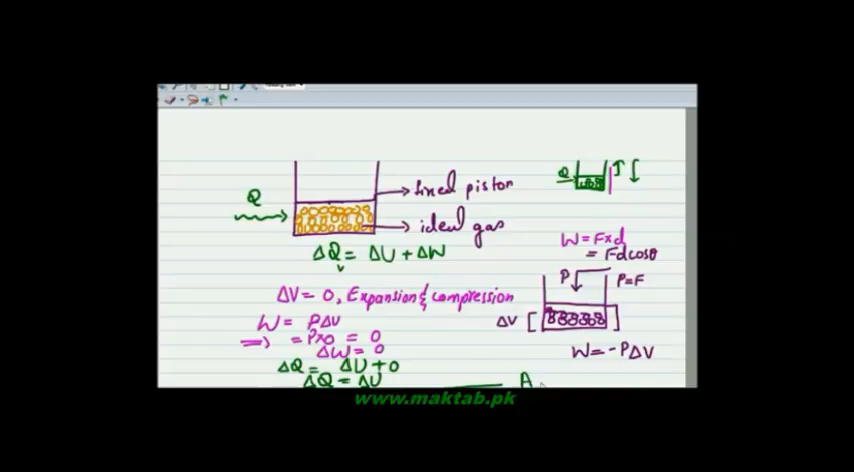 Q
fixed piston
ideal gas
ΔQv = ΔU + ΔW
Q
W = F×d
= Fdcosθ
P
P=F
ΔV = 0, Expansion & compression
W = PΔV
⇒ = P×0 = 0
ΔW = 0
ΔV
W = -PΔV
ΔQ = ΔU + 0
ΔQ = ΔU
A
www.maktab.pk